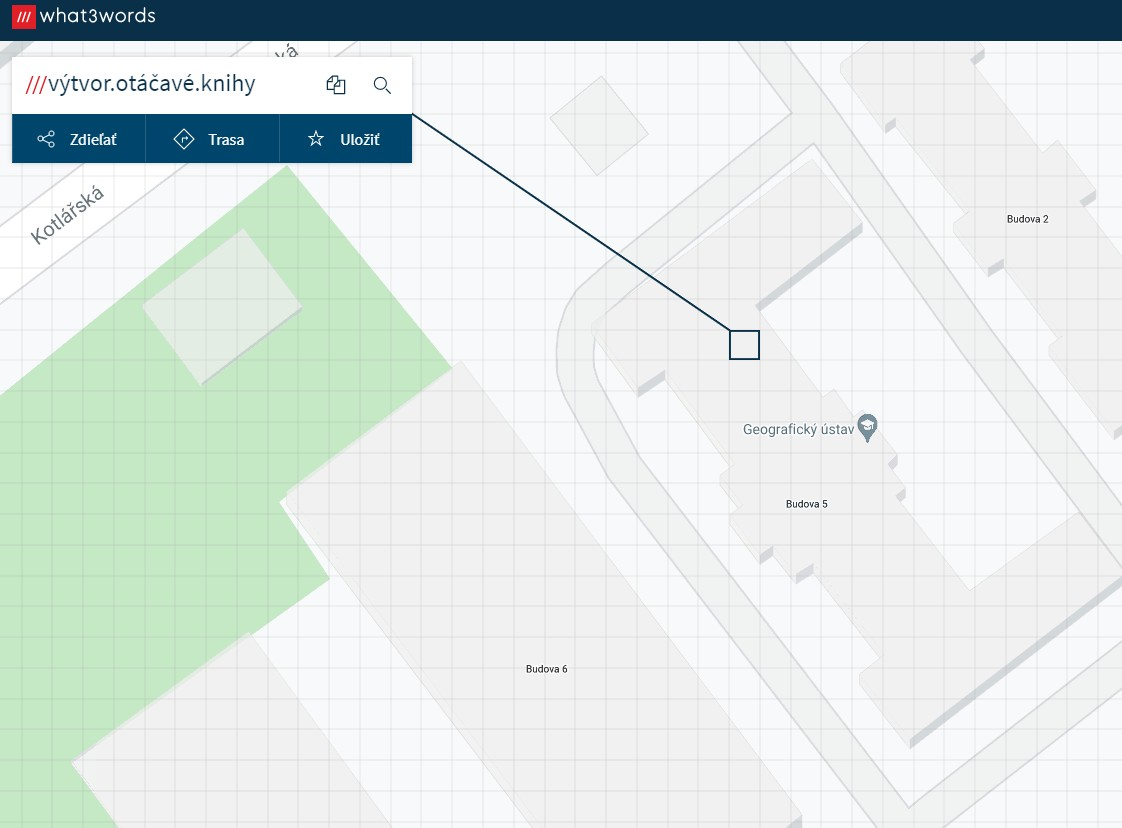 /// what3words
///výtvor.otáčavé.knihy
Zdieľať
Trasa
Uložiť
Kotlářská
Budova 2
Geografický ústav
Budova 5
Budova 6